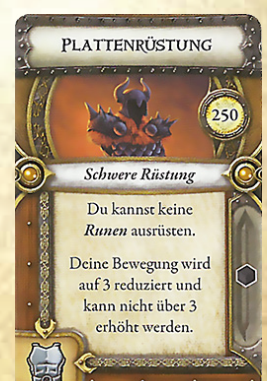 PLATTENRÜSTUNG
250
Schwere Rüstung
Du kannst keine
Runen ausrüsten.
Deine Bewegung wird
auf 3 reduziert und
kann nicht über 3
erhöht werden.